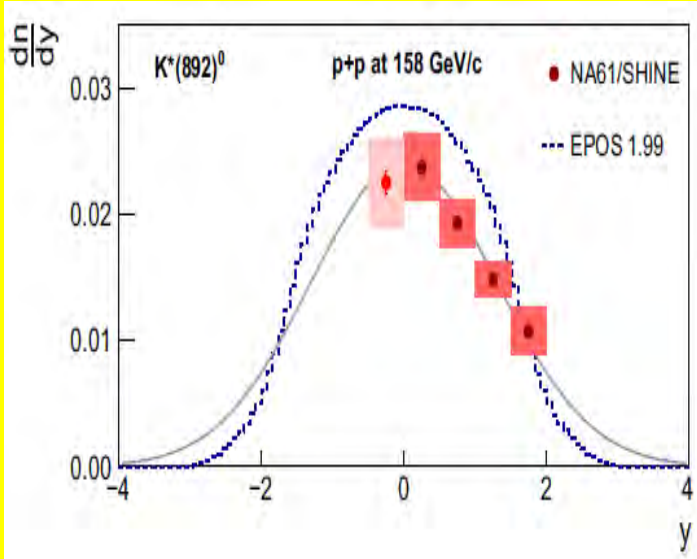 dn
dy
K*(892)⁰
p+p at 158 GeV/c
NA61/SHINE
EPOS 1.99
0.03
0.02
0.01
0.00
−4
−2
0
2
4
y